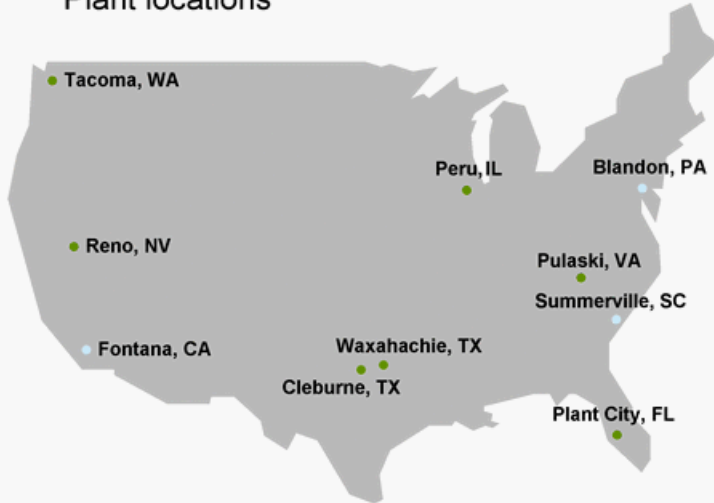 Plant locations
Tacoma, WA
Peru, IL
Blandon, PA
Reno, NV
Pulaski, VA
Summerville, SC
Fontana, CA
Waxahachie, TX
Cleburne, TX
Plant City, FL